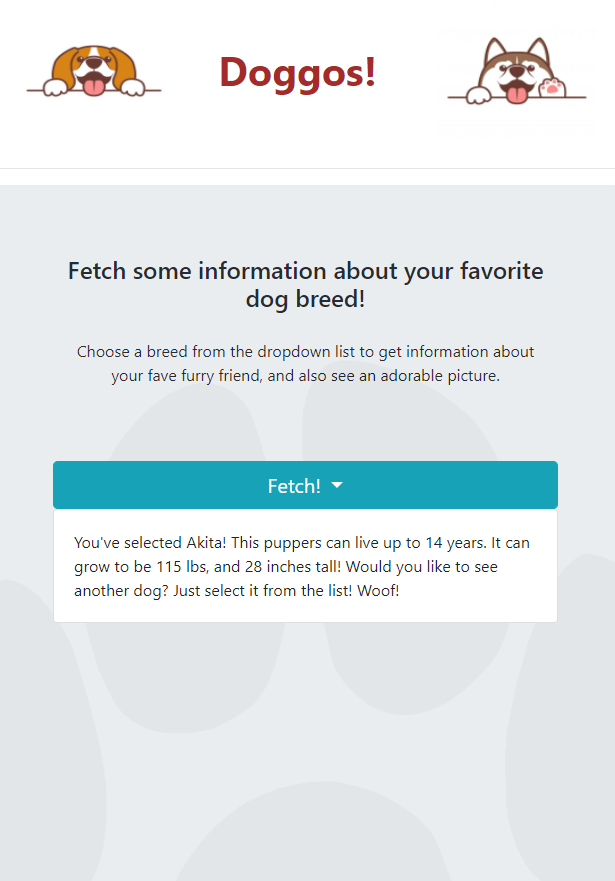 Doggos!
Fetch some information about your favorite
dog breed!
Choose a breed from the dropdown list to get information about
your fave furry friend, and also see an adorable picture.
Fetch!
You've selected Akita! This puppers can live up to 14 years. It can
grow to be 115 lbs, and 28 inches tall! Would you like to see
another dog? Just select it from the list! Woof!